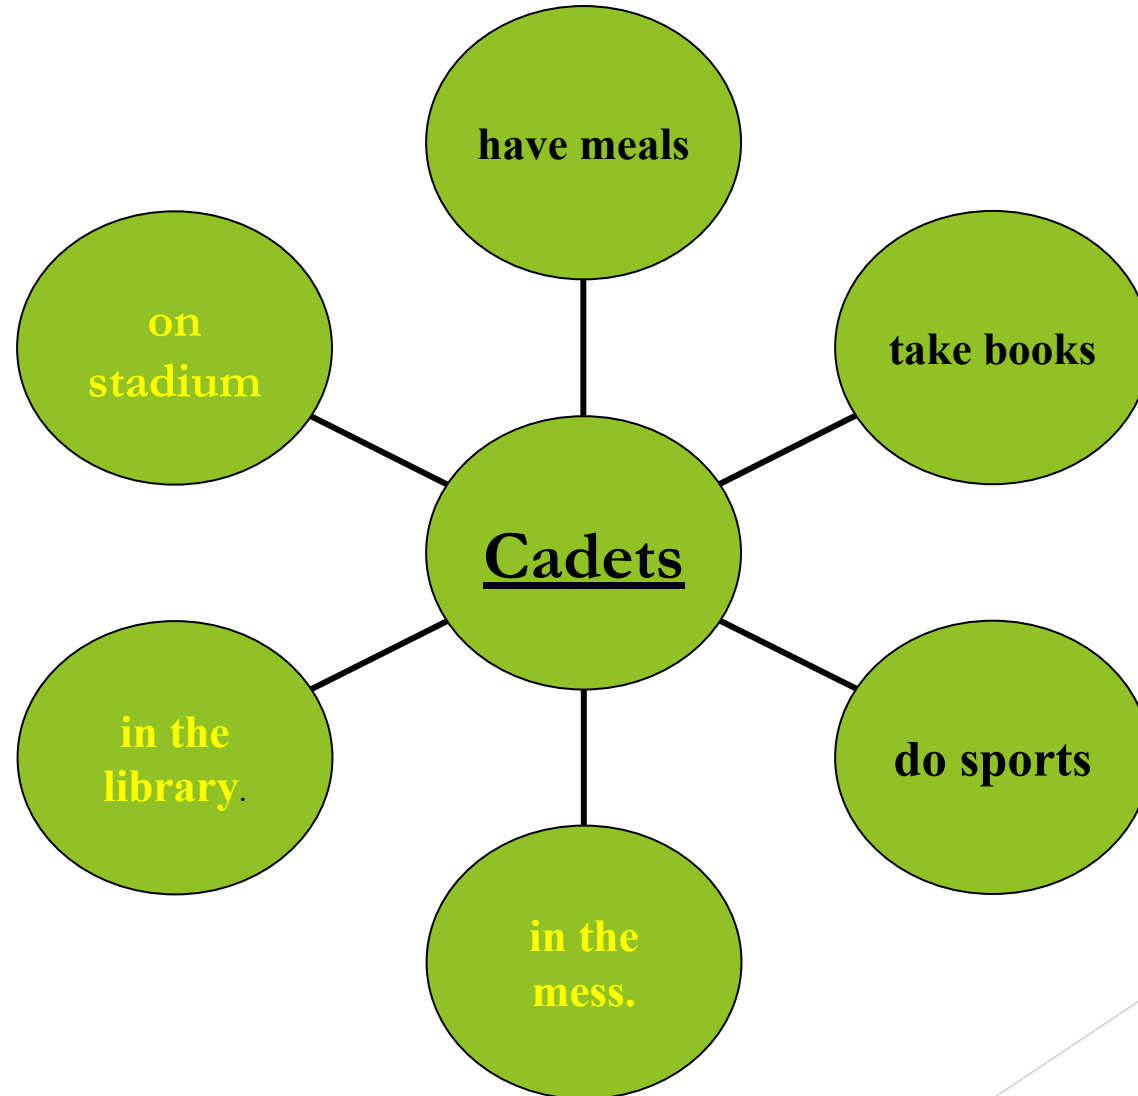 have meals
on
stadium
take books
Cadets
in the
library.
do sports
in the
mess.